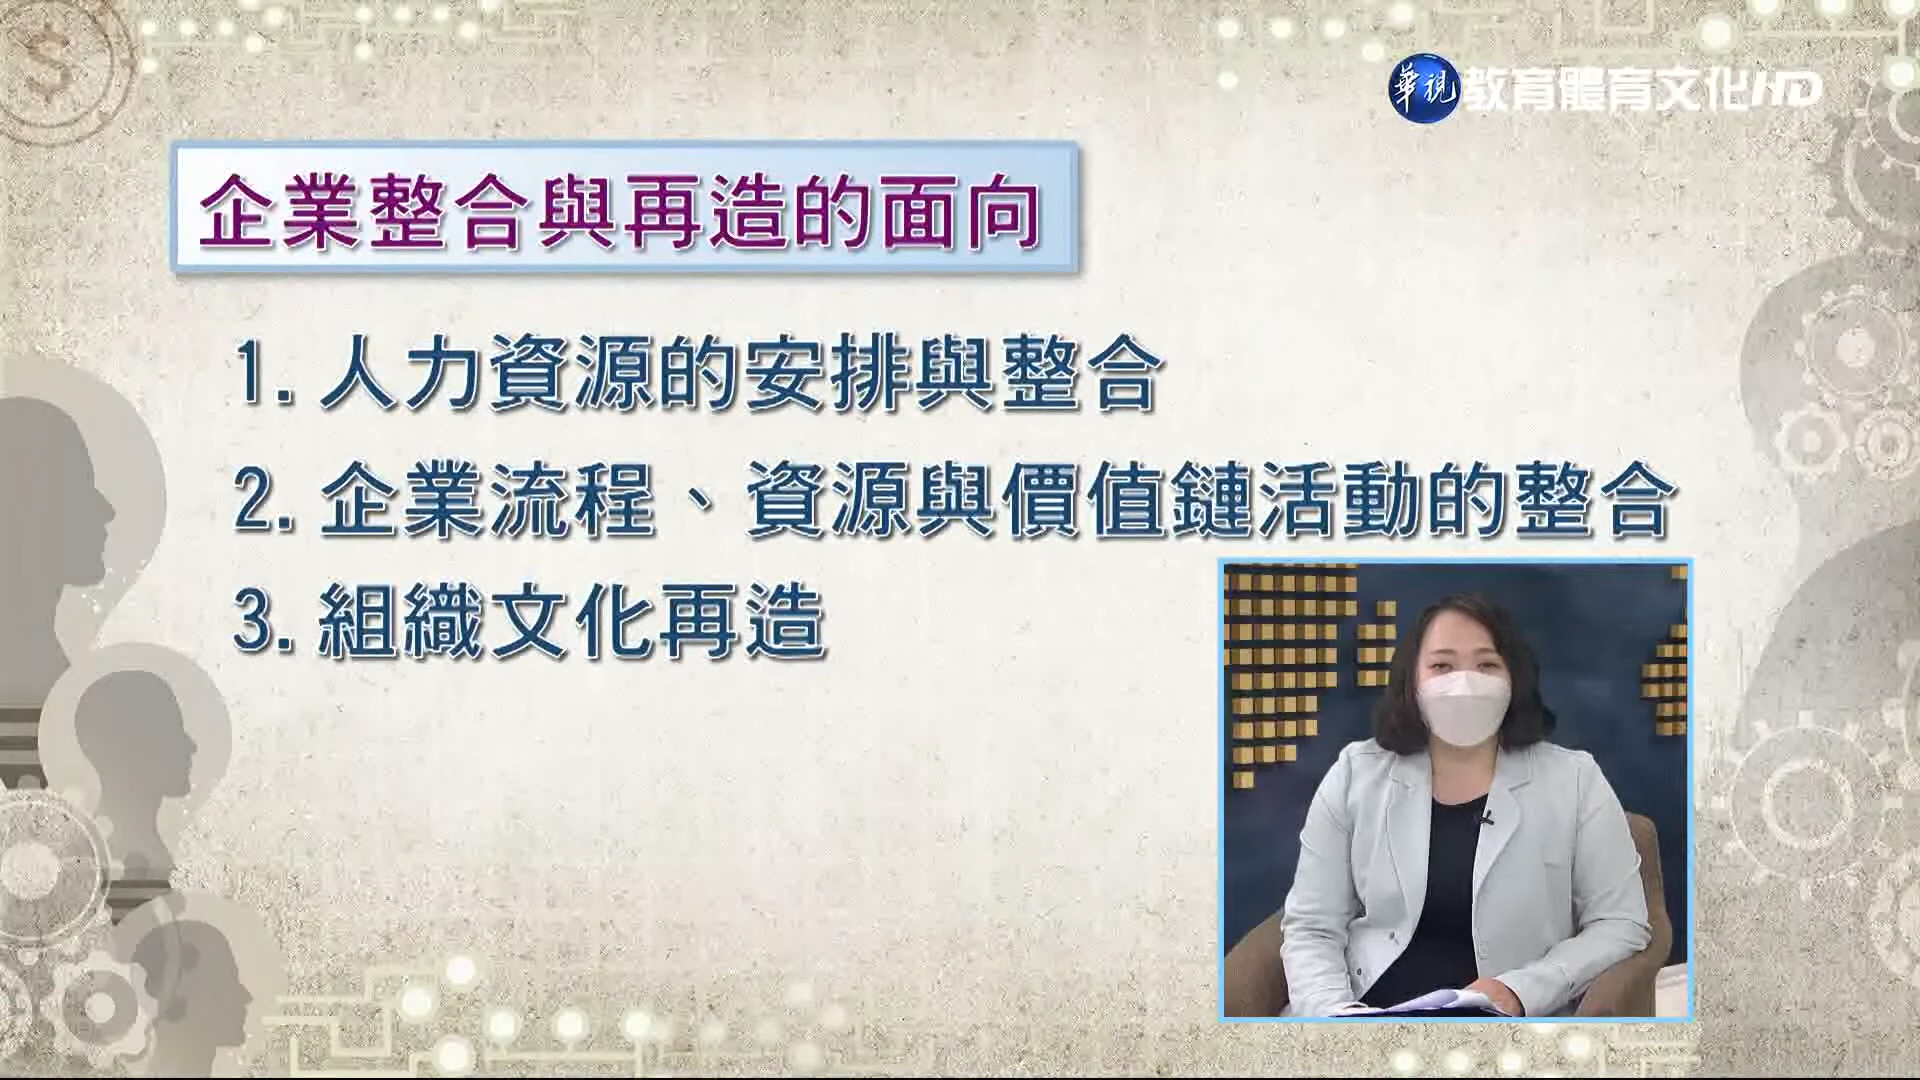 華視 教育體育文化HD
企業整合與再造的面向
1. 人力資源的安排與整合
2. 企業流程、資源與價值鏈活動的整合
3. 組織文化再造